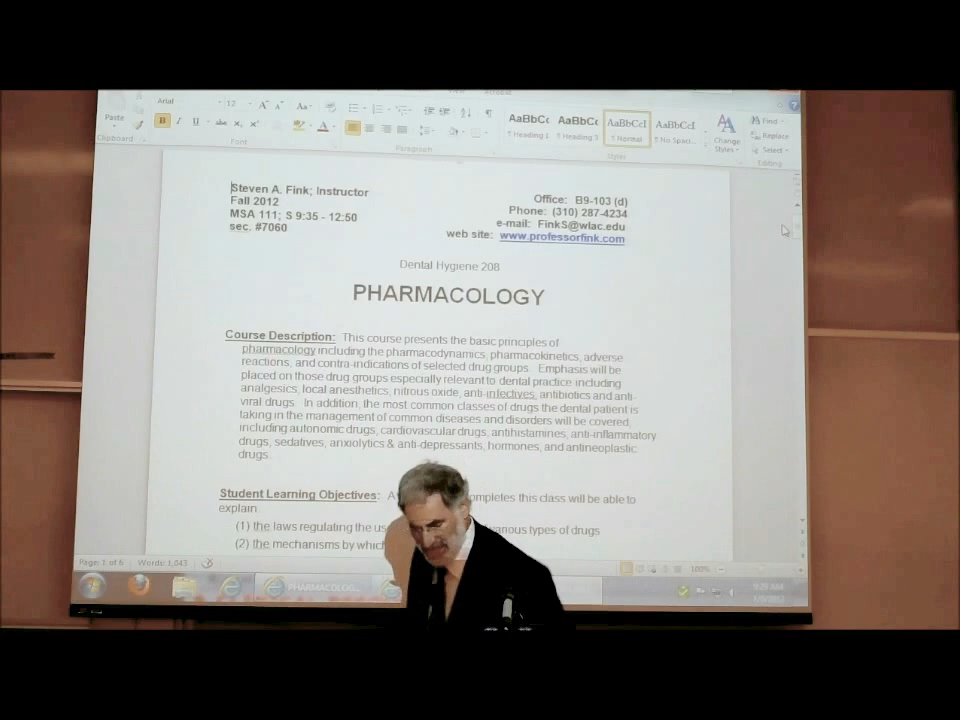 Arial 12
Paste
Clipboard
Font
Paragraph
AaBbCc AaBbCc AaBbCcI AaBbCcI
Heading 1 Heading 3 Normal No Spaci...
Change Styles
Styles
Find
Replace
Select
Editing
Steven A. Fink; Instructor
Fall 2012
MSA 111; S 9:35 - 12:50
sec. #7060
Office: B9-103 (d)
Phone: (310) 287-4234
e-mail: FinkS@wlac.edu
web site: www.professorfink.com
Dental Hygiene 208
PHARMACOLOGY
Course Description: This course presents the basic principles of
pharmacology including the pharmacodynamics, pharmacokinetics, adverse
reactions, and contra-indications of selected drug groups. Emphasis will be
placed on those drug groups especially relevant to dental practice including
analgesics, local anesthetics, nitrous oxide, anti-infectives, antibiotics and anti-
viral drugs. In addition, the most common classes of drugs the dental patient is
taking in the management of common diseases and disorders will be covered,
including autonomic drugs, cardiovascular drugs, antihistamines, anti-inflammatory
drugs, sedatives, anxiolytics & anti-depressants, hormones, and antineoplastic
drugs.
Student Learning Objectives: completes this class will be able to
explain.
(1) the laws regulating the various types of drugs
(2) the mechanisms by which
Page: 1 of 6 Words: 1,043
100%
PHARMACOLOG...